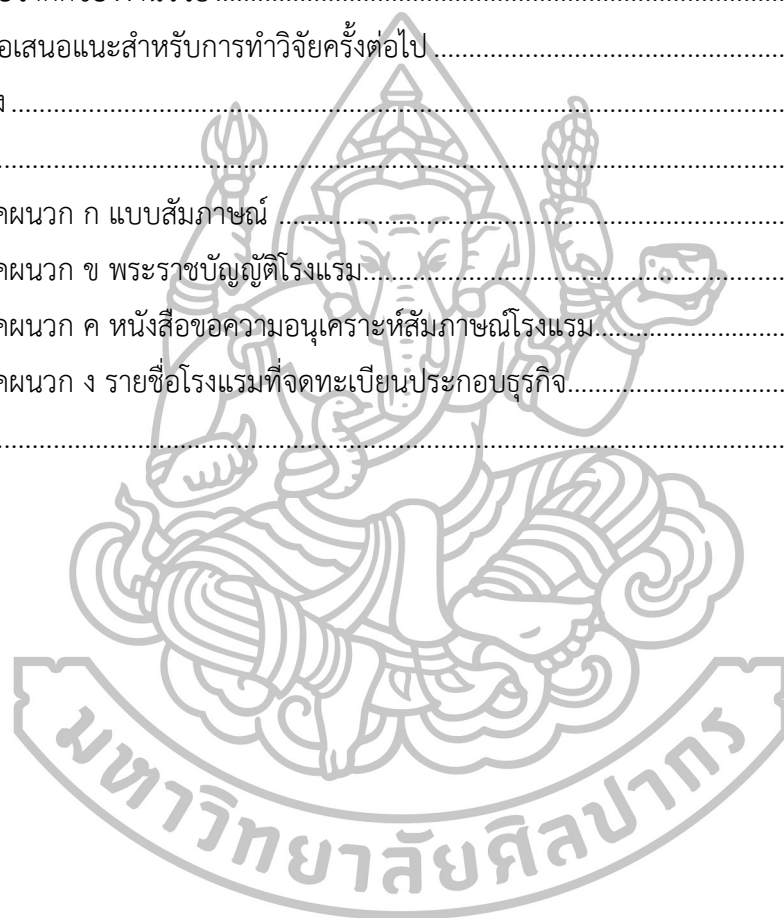 อเสนอแนะสำหรับการทำวิจัยครั้งต่อไป ................................................
ง ................................................
................................................
คผนวก ก แบบสัมภาษณ์ ................................................
คผนวก ข พระราชบัญญัติโรงแรม................................................
คผนวก ค หนังสือขอความอนุเคราะห์สัมภาษณ์โรงแรม................................
คผนวก ง รายชื่อโรงแรมที่จดทะเบียนประกอบธุรกิจ................................
................................................
มหาวิทยาลัยศิลปากร